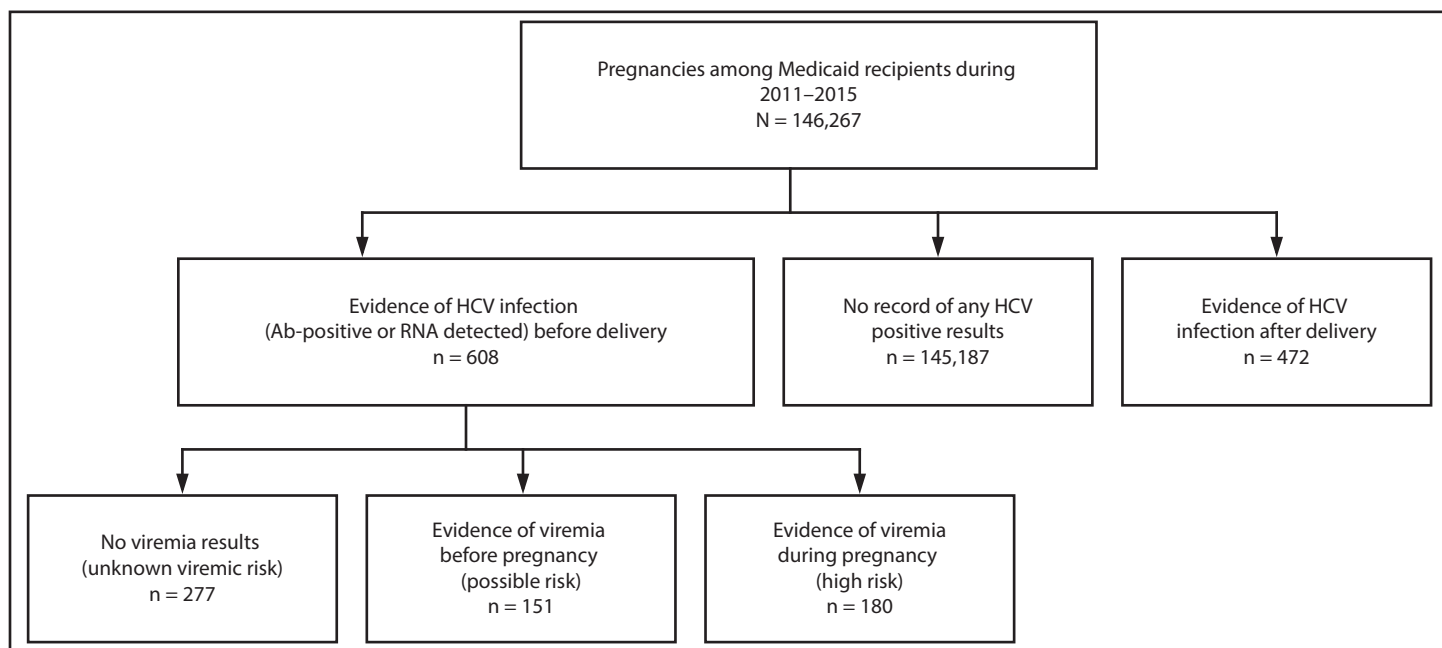 Pregnancies among Medicaid recipients during
2011–2015
N = 146,267
Evidence of HCV infection
(Ab-positive or RNA detected) before delivery
n = 608
No record of any HCV
positive results
n = 145,187
Evidence of HCV
infection after delivery
n = 472
No viremia results
(unknown viremic risk)
n = 277
Evidence of viremia
before pregnancy
(possible risk)
n = 151
Evidence of viremia
during pregnancy
(high risk)
n = 180